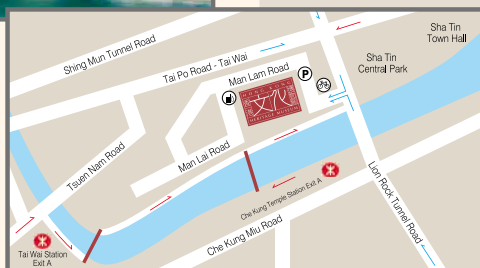 Sha Tin
Town Hall
Shing Mun Tunnel Road
Tai Po Road - Tai Wai
Sha Tin
Central Park
Man Lam Road
P
HONG KONG
文化
HERITAGE MUSEUM
Man Lai Road
Tsuen Nam Road
Che Kung Temple Station Exit A
Lion Rock Tunnel Road
Che Kung Miu Road
Tai Wai Station
Exit A